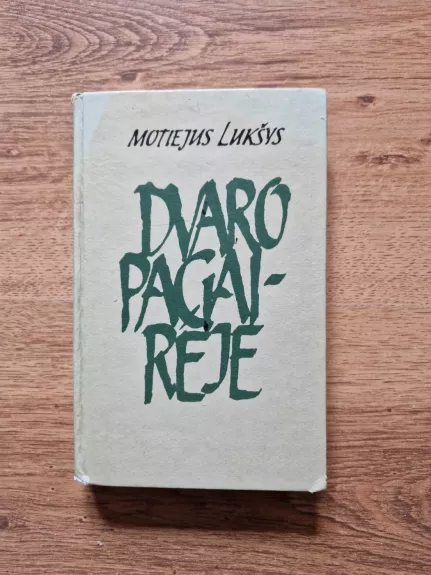 MOTIEJUS LUKŠYS
DVARO
PAGAI-
RĖJE